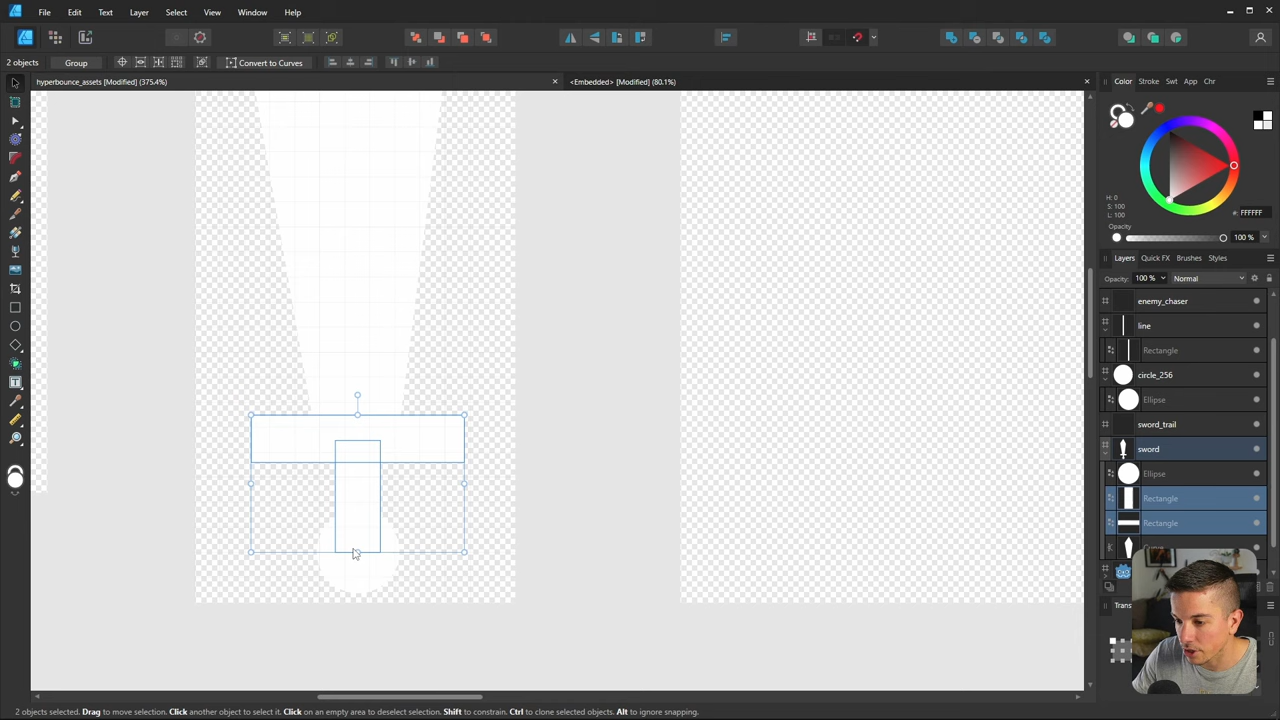 File Edit Text Layer Select View Window Help
2 objects Group Convert to Curves
hyperbounce_assets [Modified] (375.4%) <Embedded> [Modified] (80.1%)
Color Stroke Swt App Chr
H: 0
S: 100
L: 100
#: FFFFFF
Opacity
100 %
Layers Quick FX Brushes Styles
Opacity: 100 % Normal
enemy_chaser
line
Rectangle
circle_256
Ellipse
sword_trail
sword
Ellipse
Rectangle
Rectangle
2 objects selected. Drag to move selection. Click another object to select it. Click on an empty area to deselect selection. Shift to constrain. Ctrl to clone selected objects. Alt to ignore snapping.